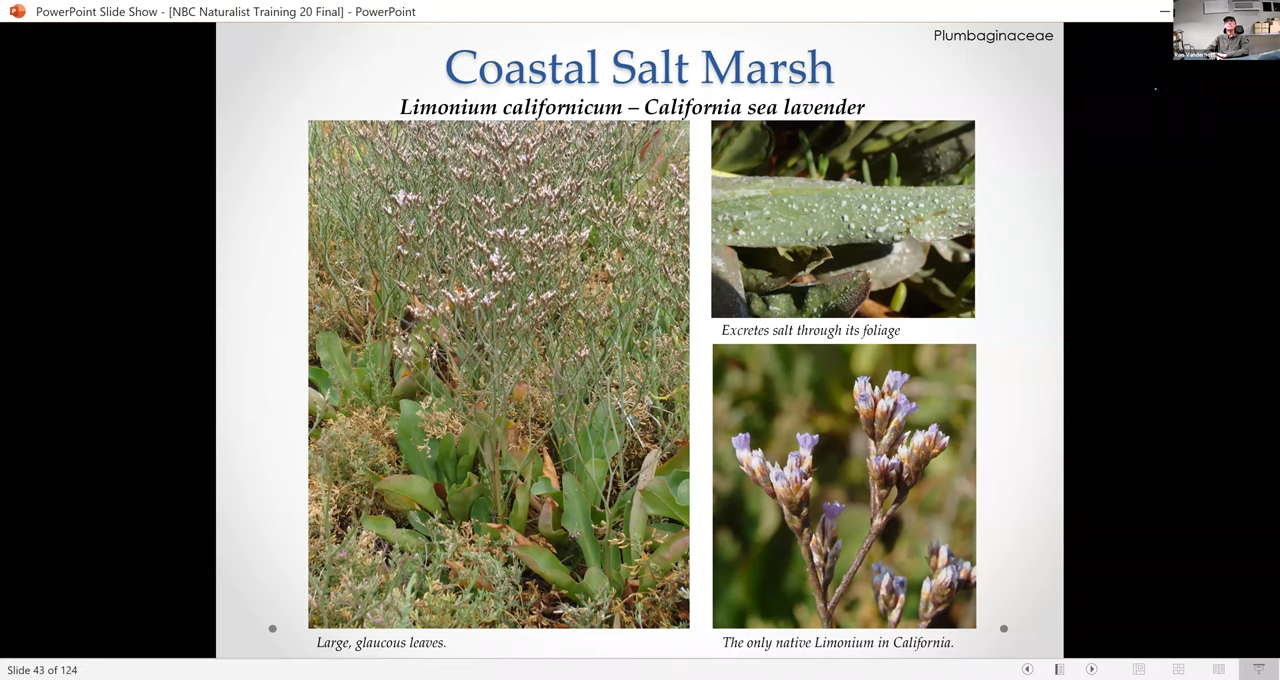 PowerPoint Slide Show - [NBC Naturalist Training 20 Final] - PowerPoint
Plumbaginaceae
Coastal Salt Marsh
Limonium californicum – California sea lavender
Excretes salt through its foliage
Large, glaucous leaves.
The only native Limonium in California.
Slide 43 of 124